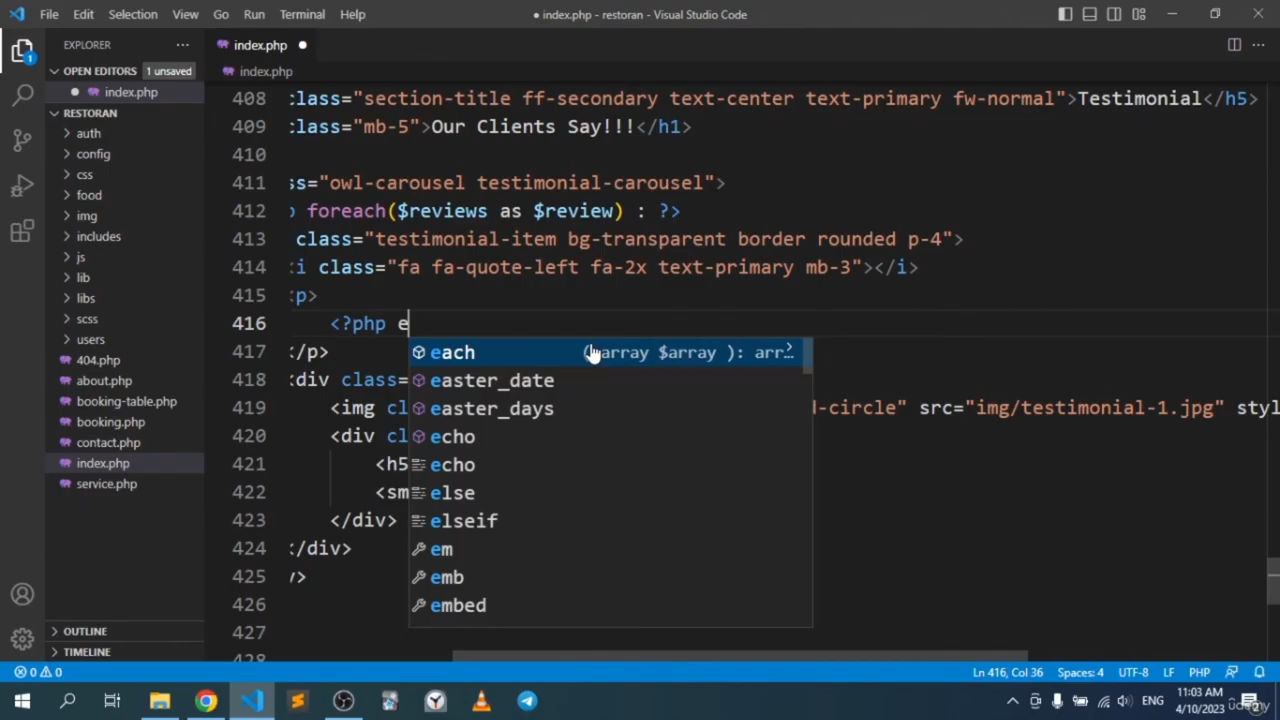 File Edit Selection View Go Run Terminal Help
● index.php - restoran - Visual Studio Code
EXPLORER ...
index.php ●
OPEN EDITORS 1 unsaved
● index.php
index.php
RESTORAN
auth
config
css
food
img
includes
js
lib
libs
scss
users
404.php
about.php
booking-table.php
booking.php
contact.php
index.php
service.php
OUTLINE
TIMELINE
1
408 class="section-title ff-secondary text-center text-primary fw-normal">Testimonial</h5>
409 class="mb-5">Our Clients Say!!!</h1>
410
411 ss="owl-carousel testimonial-carousel">
412 foreach($reviews as $review) : ?>
413 class="testimonial-item bg-transparent border rounded p-4">
414 i class="fa fa-quote-left fa-2x text-primary mb-3"></i>
415 p>
416 <?php e
417 /p>
418 div class=
419 <img cl d-circle" src="img/testimonial-1.jpg" styl
420 <div cl
421 <h5
422 <sm
423 </div>
424 /div>
425 />
426
427
428
each array $array ): arr…
easter_date
easter_days
echo
echo
else
elseif
em
emb
embed
0 0 Ln 416, Col 36 Spaces: 4 UTF-8 LF PHP
ENG 11:03 AM
4/10/2023
udemy